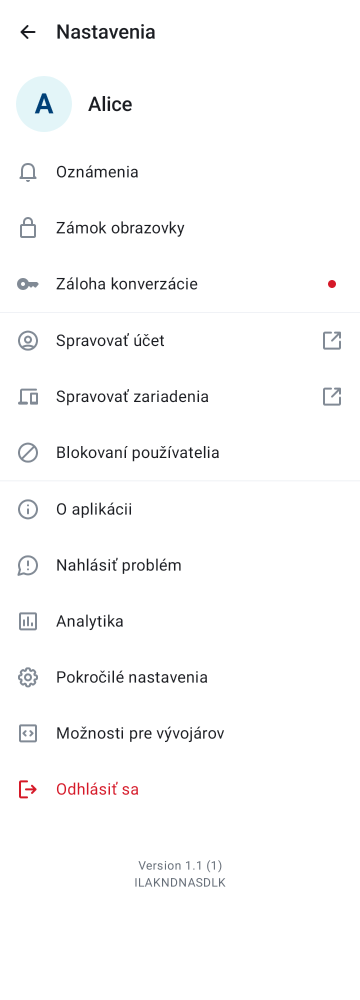 Nastavenia
A
Alice
Oznámenia
Zámok obrazovky
Záloha konverzácie
Spravovať účet
Spravovať zariadenia
Blokovaní používatelia
O aplikácii
Nahlásiť problém
Analytika
Pokročilé nastavenia
Možnosti pre vývojárov
Odhlásiť sa
Version 1.1 (1)
ILAKNDNASDLK